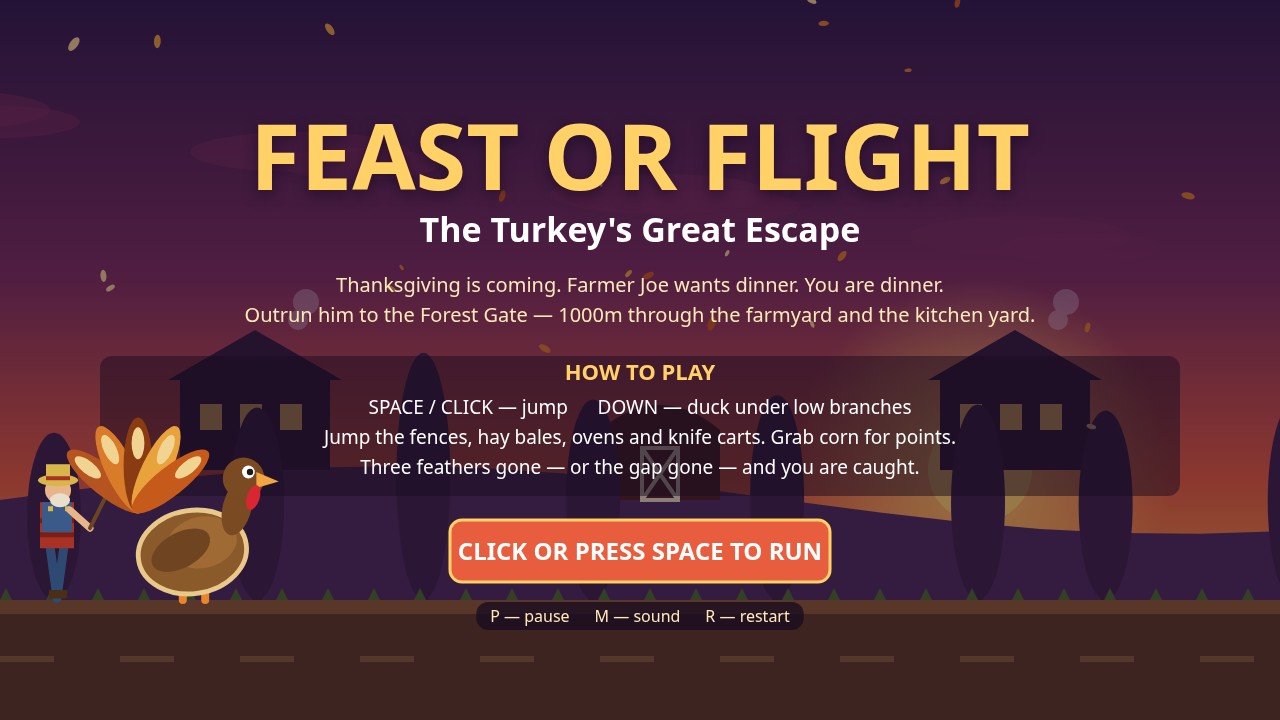 FEAST OR FLIGHT
The Turkey's Great Escape
Thanksgiving is coming. Farmer Joe wants dinner. You are dinner.
Outrun him to the Forest Gate — 1000m through the farmyard and the kitchen yard.
HOW TO PLAY
SPACE / CLICK — jump DOWN — duck under low branches
Jump the fences, hay bales, ovens and knife carts. Grab corn for points.
Three feathers gone — or the gap gone — and you are caught.
CLICK OR PRESS SPACE TO RUN
P — pause M — sound R — restart